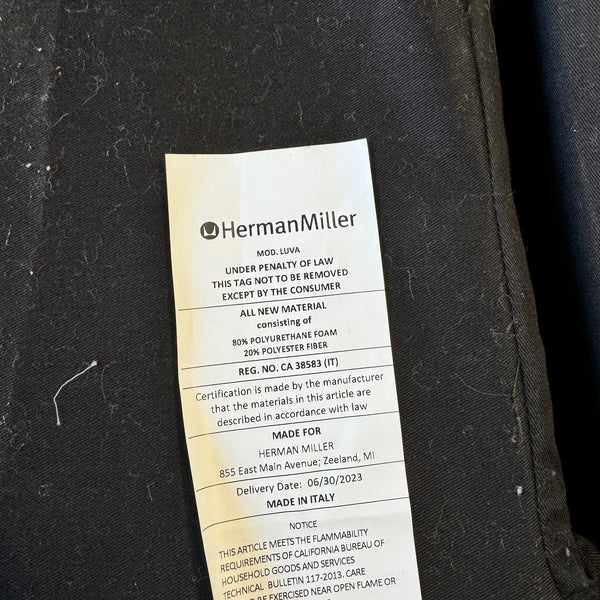 HermanMiller
MOD. LUVA
UNDER PENALTY OF LAW
THIS TAG NOT TO BE REMOVED
EXCEPT BY THE CONSUMER
ALL NEW MATERIAL
consisting of
80% POLYURETHANE FOAM
20% POLYESTER FIBER
REG. NO. CA 38583 (IT)
Certification is made by the manufacturer
that the materials in this article are
described in accordance with law
MADE FOR
HERMAN MILLER
855 East Main Avenue; Zeeland, MI
Delivery Date: 06/30/2023
MADE IN ITALY
NOTICE
THIS ARTICLE MEETS THE FLAMMABILITY
REQUIREMENTS OF CALIFORNIA BUREAU OF
HOUSEHOLD GOODS AND SERVICES
TECHNICAL BULLETIN 117-2013. CARE
BE EXERCISED NEAR OPEN FLAME OR